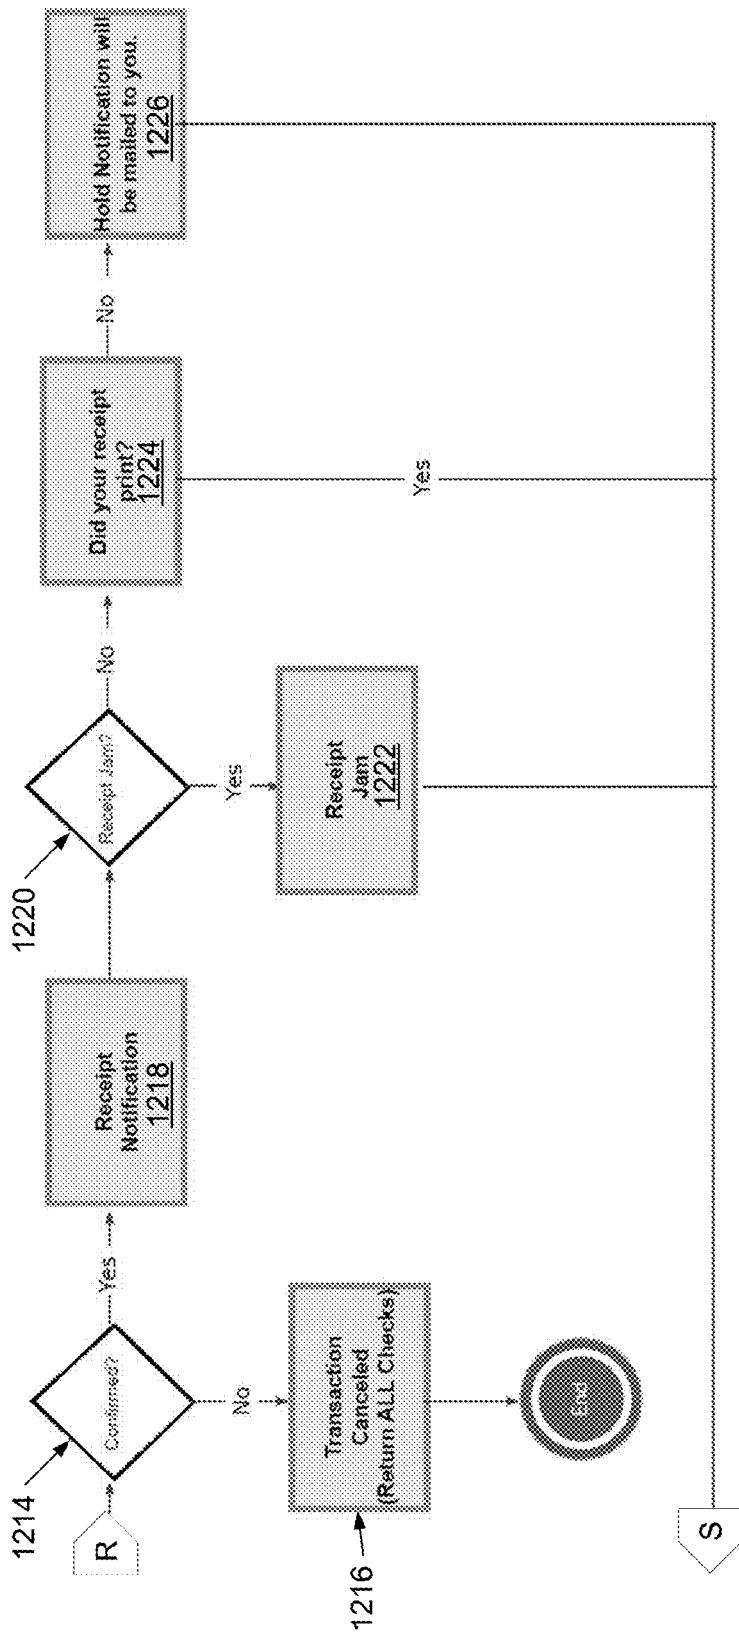 R
1214
Confirmed?
Yes
No
1216
Transaction
Canceled
(Return ALL Checks)
End
Receipt
Notification
1218
1220
Receipt Jam?
Yes
No
Receipt
Jam
1222
Did your receipt
print?
1224
Yes
No
Hold Notification will
be mailed to you.
1226
S